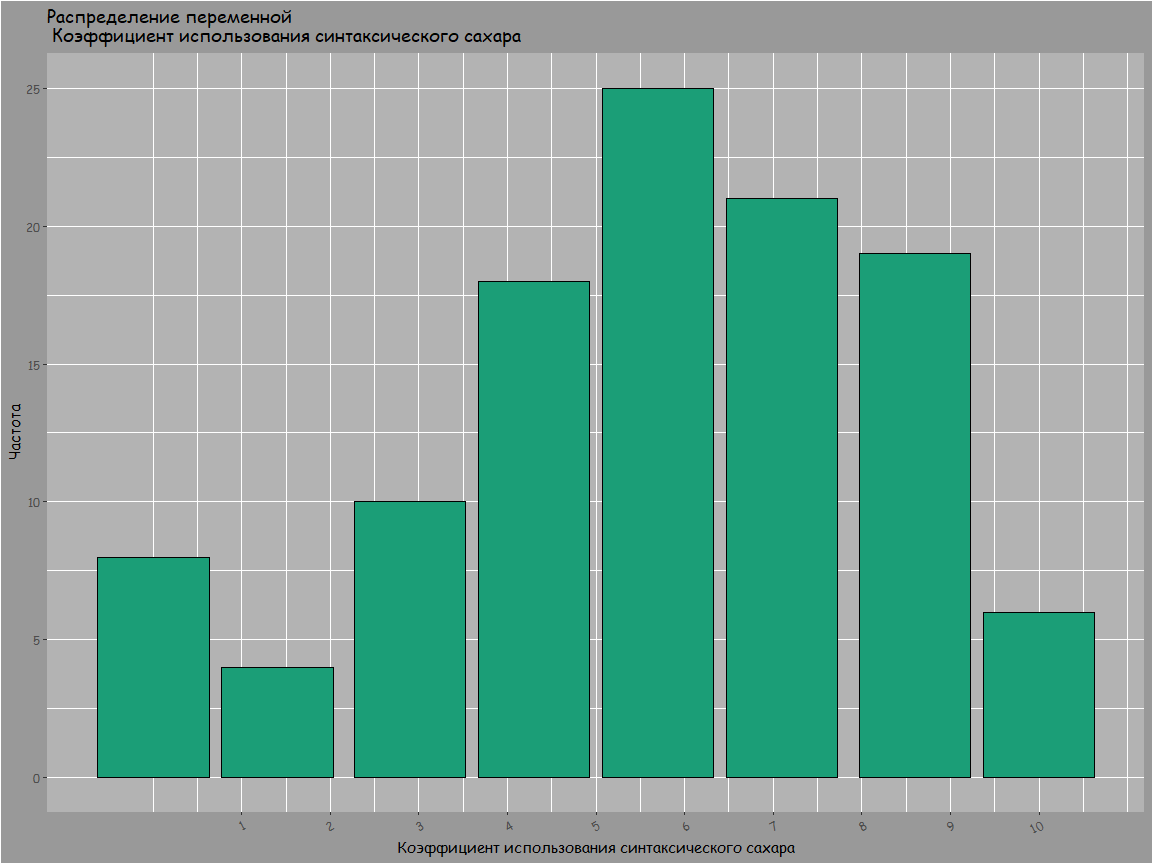 Распределение переменной
Коэффициент использования синтаксического сахара
Частота
25
20
15
10
5
0
1 2 3 4 5 6 7 8 9 10
Коэффициент использования синтаксического сахара